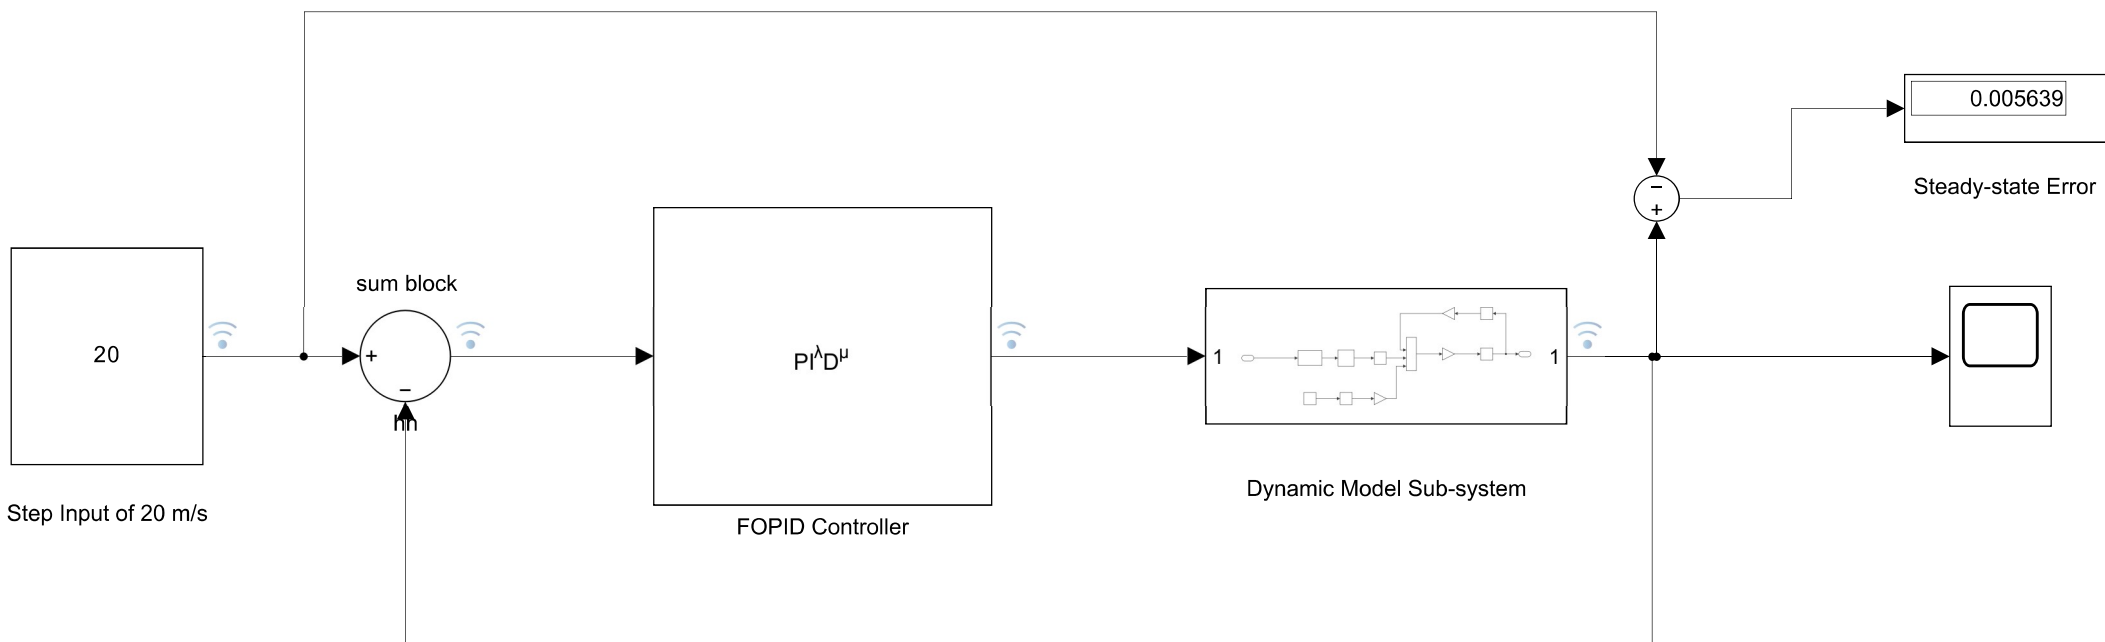 0.005639
−
+
Steady-state Error
sum block
20
+
−
hn
PIλDμ
1
1
Dynamic Model Sub-system
Step Input of 20 m/s
FOPID Controller